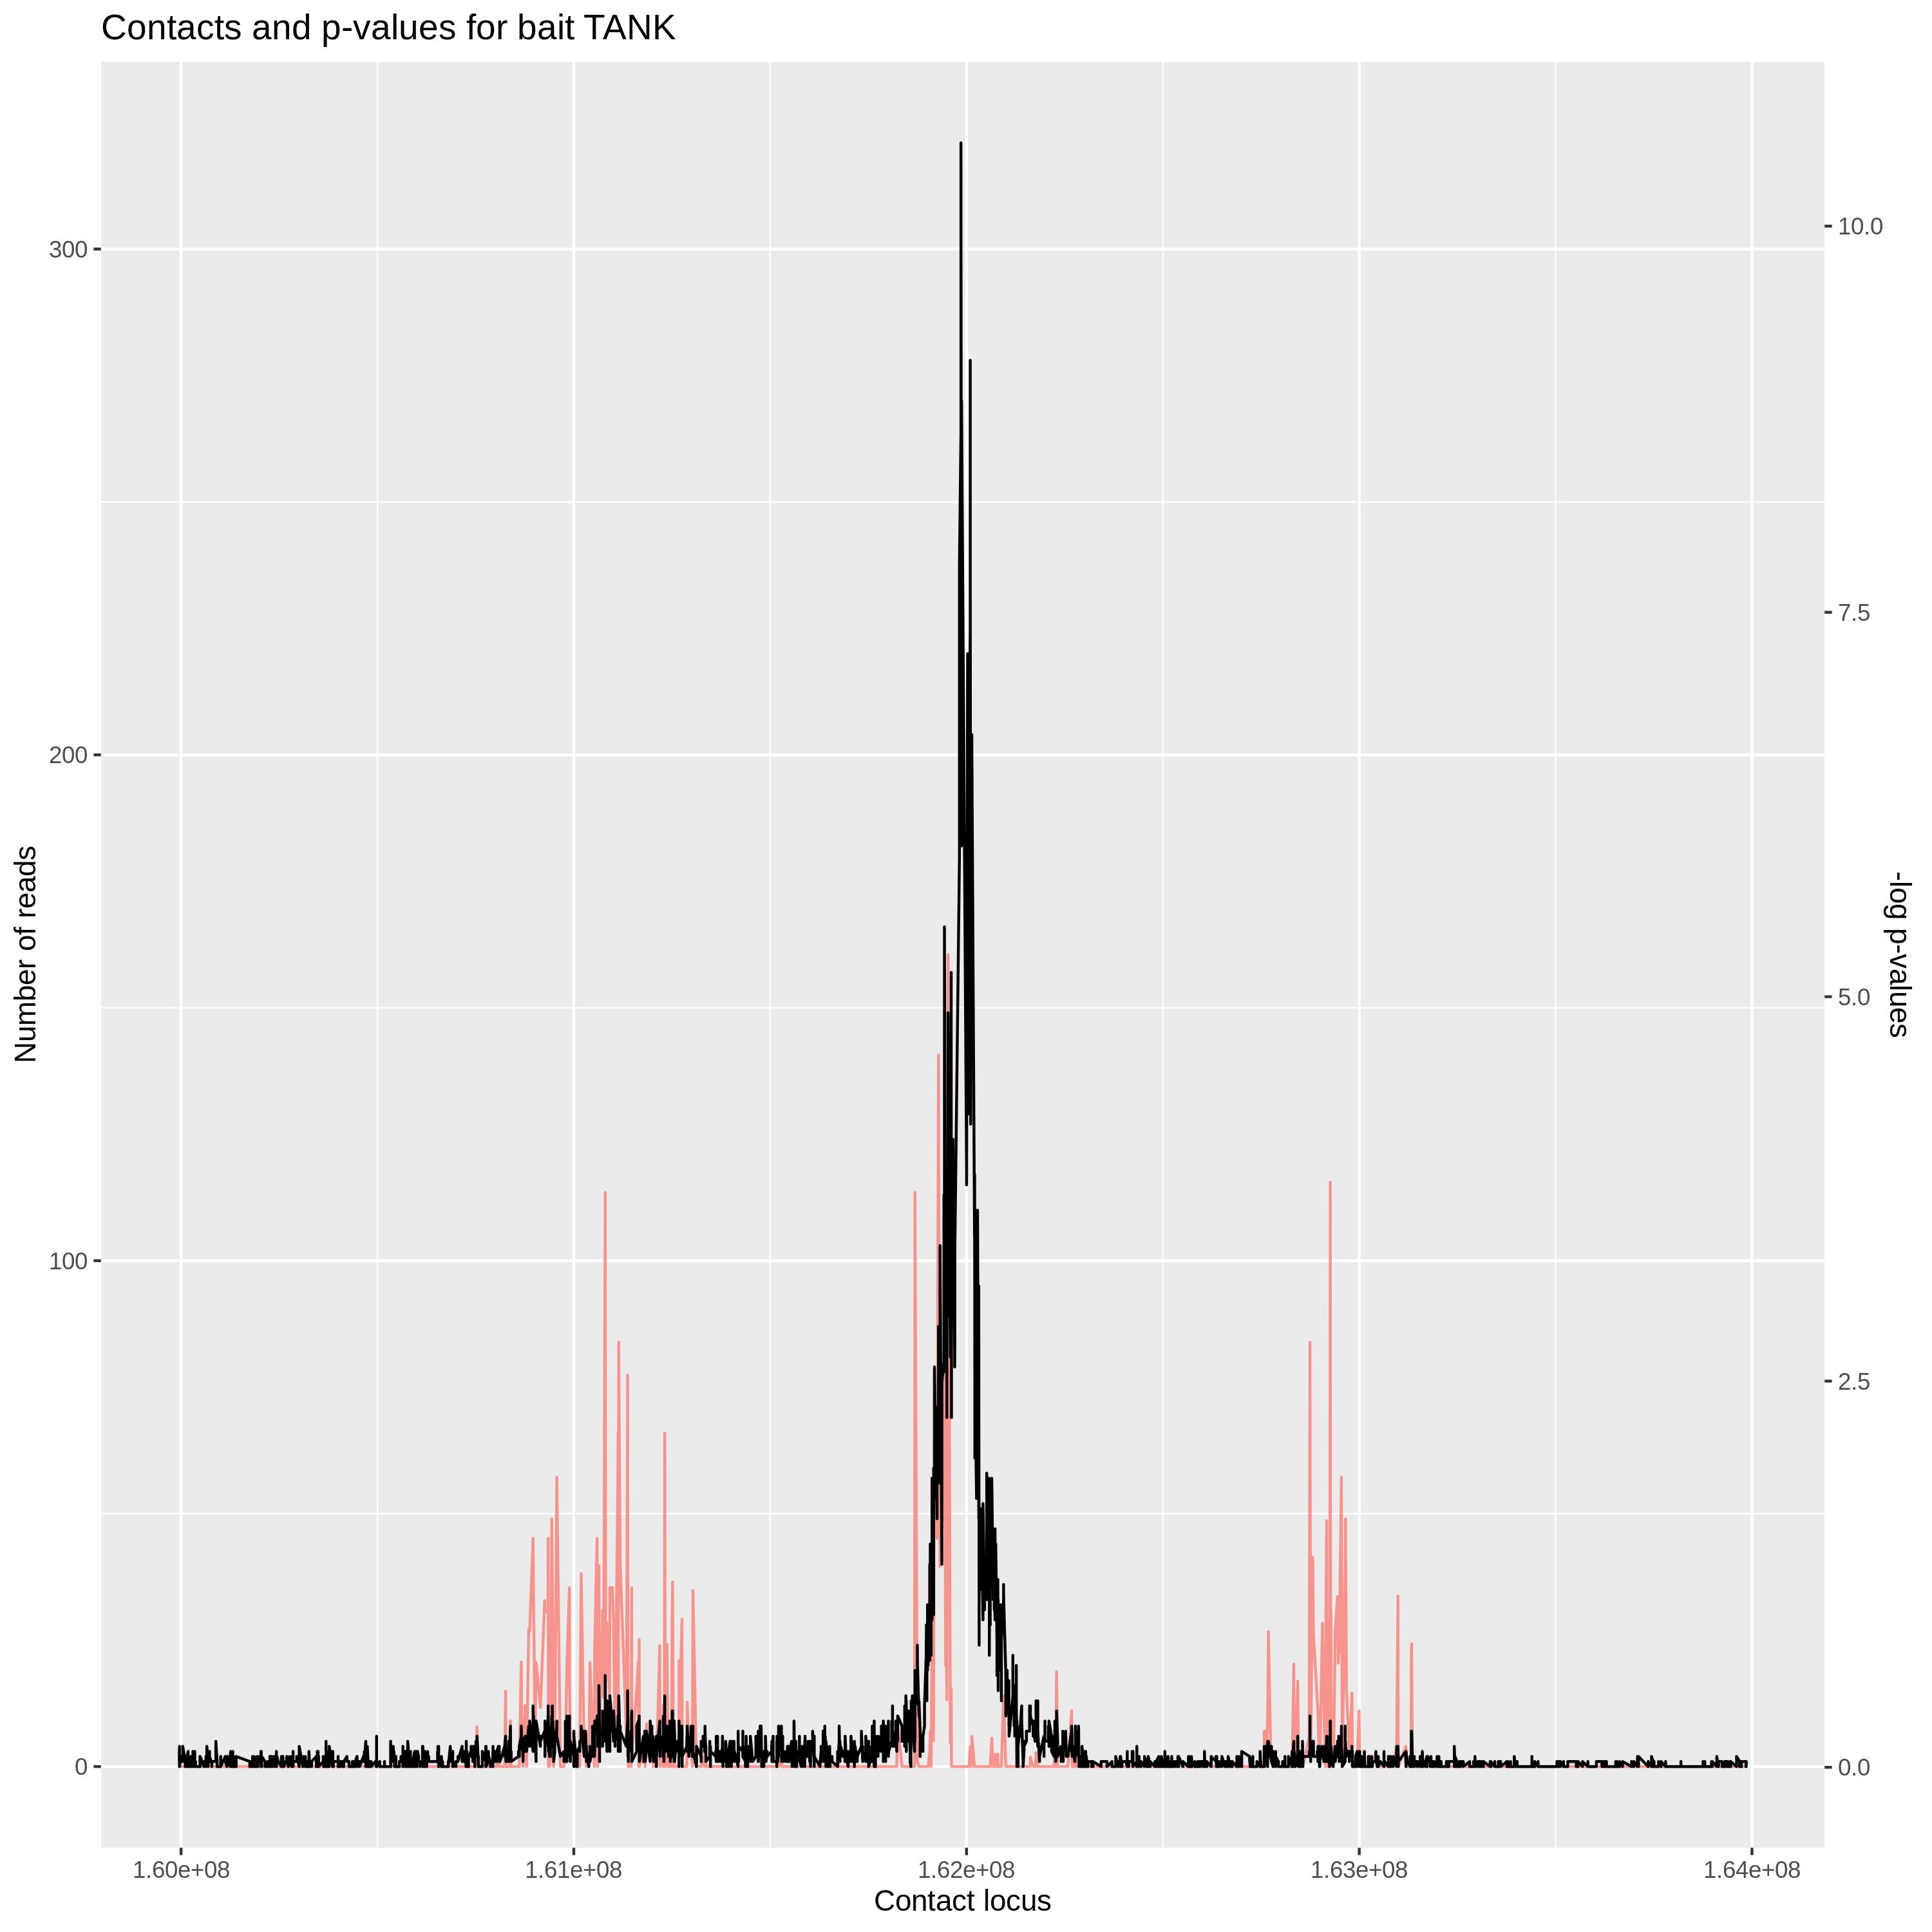 Contacts and p-values for bait TANK
300
200
100
0
Number of reads
10.0
7.5
5.0
2.5
0.0
-log p-values
1.60e+08
1.61e+08
1.62e+08
1.63e+08
1.64e+08
Contact locus